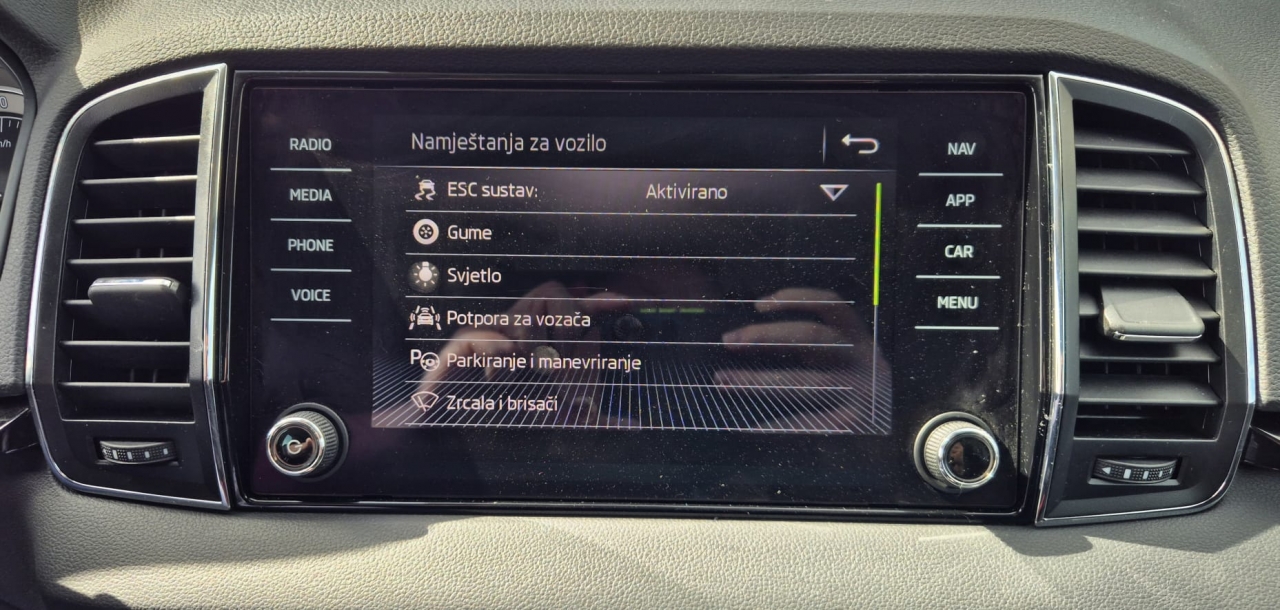 RADIO
MEDIA
PHONE
VOICE
Namještanja za vozilo
ESC sustav: Aktivirano
Gume
Svjetlo
Potpora za vozača
P Parkiranje i manevriranje
Zrcala i brisači
NAV
APP
CAR
MENU